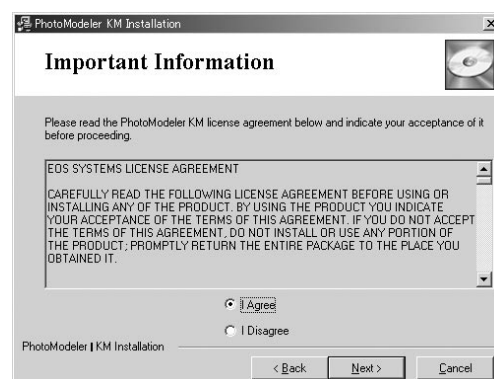 PhotoModeler KM Installation
Important Information
Please read the PhotoModeler KM license agreement below and indicate your acceptance of it
before proceeding.
EOS SYSTEMS LICENSE AGREEMENT
CAREFULLY READ THE FOLLOWING LICENSE AGREEMENT BEFORE USING OR
INSTALLING ANY OF THE PRODUCT. BY USING THE PRODUCT YOU INDICATE
YOUR ACCEPTANCE OF THE TERMS OF THIS AGREEMENT. IF YOU DO NOT ACCEPT
THE TERMS OF THIS AGREEMENT, DO NOT INSTALL OR USE ANY PORTION OF
THE PRODUCT; PROMPTLY RETURN THE ENTIRE PACKAGE TO THE PLACE YOU
OBTAINED IT.
I Agree
I Disagree
PhotoModeler KM Installation
< Back
Next >
Cancel